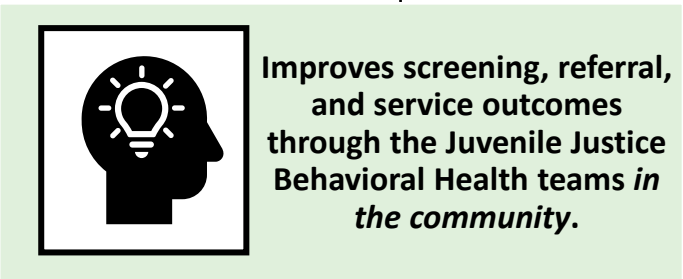 Improves screening, referral,
and service outcomes
through the Juvenile Justice
Behavioral Health teams in
the community.